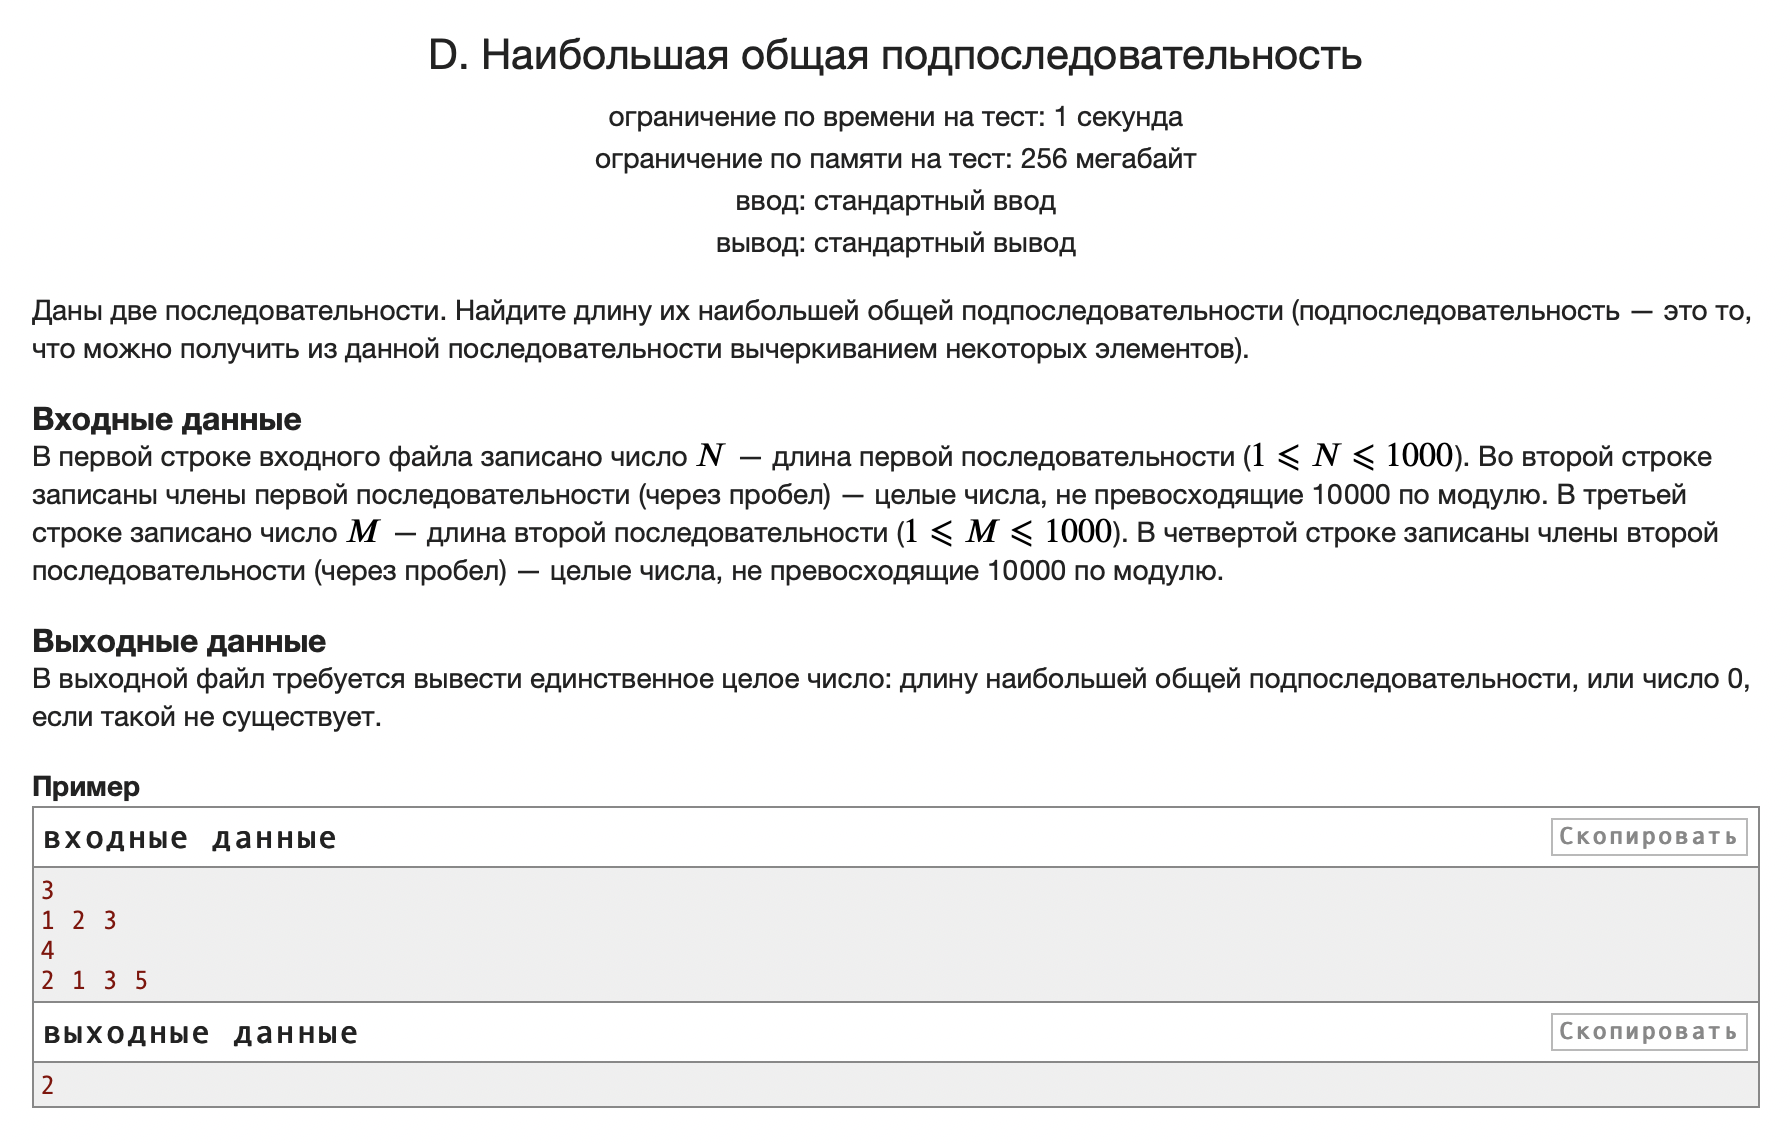 D. Наибольшая общая подпоследовательность
ограничение по времени на тест: 1 секунда
ограничение по памяти на тест: 256 мегабайт
ввод: стандартный ввод
вывод: стандартный вывод
Даны две последовательности. Найдите длину их наибольшей общей подпоследовательности (подпоследовательность — это то,
что можно получить из данной последовательности вычеркиванием некоторых элементов).
Входные данные
В первой строке входного файла записано число N — длина первой последовательности (1 ⩽ N ⩽ 1000). Во второй строке
записаны члены первой последовательности (через пробел) — целые числа, не превосходящие 10000 по модулю. В третьей
строке записано число M — длина второй последовательности (1 ⩽ M ⩽ 1000). В четвертой строке записаны члены второй
последовательности (через пробел) — целые числа, не превосходящие 10000 по модулю.
Выходные данные
В выходной файл требуется вывести единственное целое число: длину наибольшей общей подпоследовательности, или число 0,
если такой не существует.
Пример
входные данные Скопировать
3
1 2 3
4
2 1 3 5
выходные данные Скопировать
2